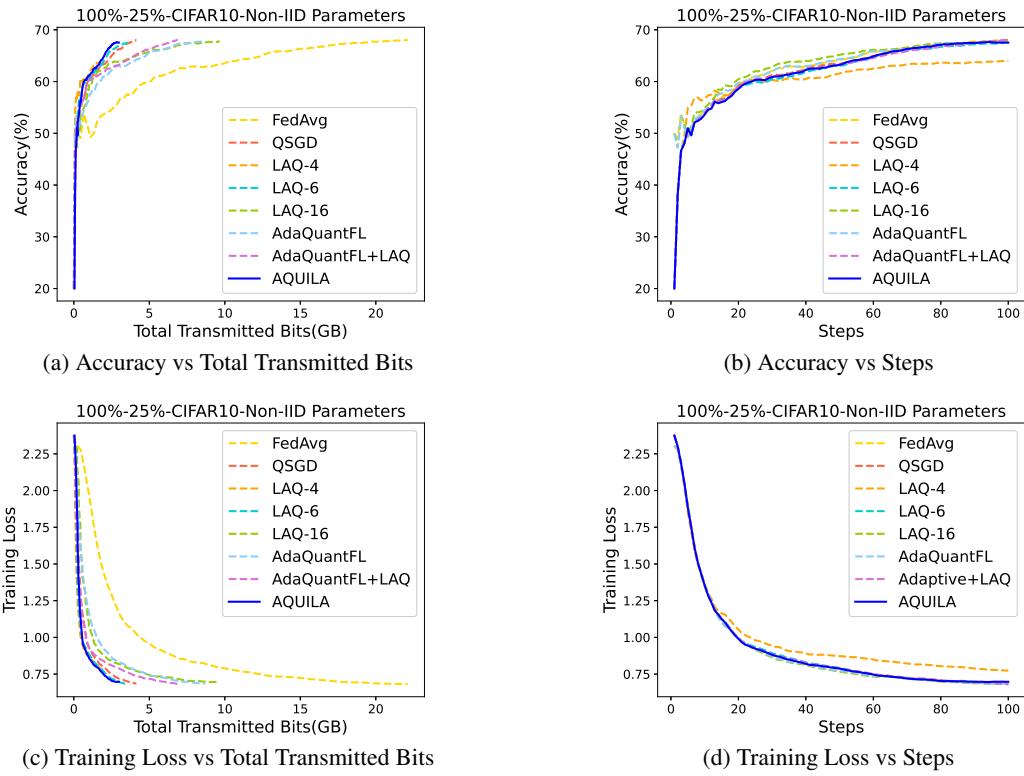 100%-25%-CIFAR10-Non-IID Parameters
70
60
50
40
30
20
Accuracy(%)
FedAvg
QSGD
LAQ-4
LAQ-6
LAQ-16
AdaQuantFL
AdaQuantFL+LAQ
AQUILA
0 5 10 15 20
Total Transmitted Bits(GB)
(a) Accuracy vs Total Transmitted Bits
100%-25%-CIFAR10-Non-IID Parameters
70
60
50
40
30
20
Accuracy(%)
FedAvg
QSGD
LAQ-4
LAQ-6
LAQ-16
AdaQuantFL
AdaQuantFL+LAQ
AQUILA
0 20 40 60 80 100
Steps
(b) Accuracy vs Steps
100%-25%-CIFAR10-Non-IID Parameters
2.25
2.00
1.75
1.50
1.25
1.00
0.75
Training Loss
FedAvg
QSGD
LAQ-4
LAQ-6
LAQ-16
AdaQuantFL
AdaQuantFL+LAQ
AQUILA
0 5 10 15 20
Total Transmitted Bits(GB)
(c) Training Loss vs Total Transmitted Bits
100%-25%-CIFAR10-Non-IID Parameters
2.25
2.00
1.75
1.50
1.25
1.00
0.75
Training Loss
FedAvg
QSGD
LAQ-4
LAQ-6
LAQ-16
AdaQuantFL
Adaptive+LAQ
AQUILA
0 20 40 60 80 100
Steps
(d) Training Loss vs Steps